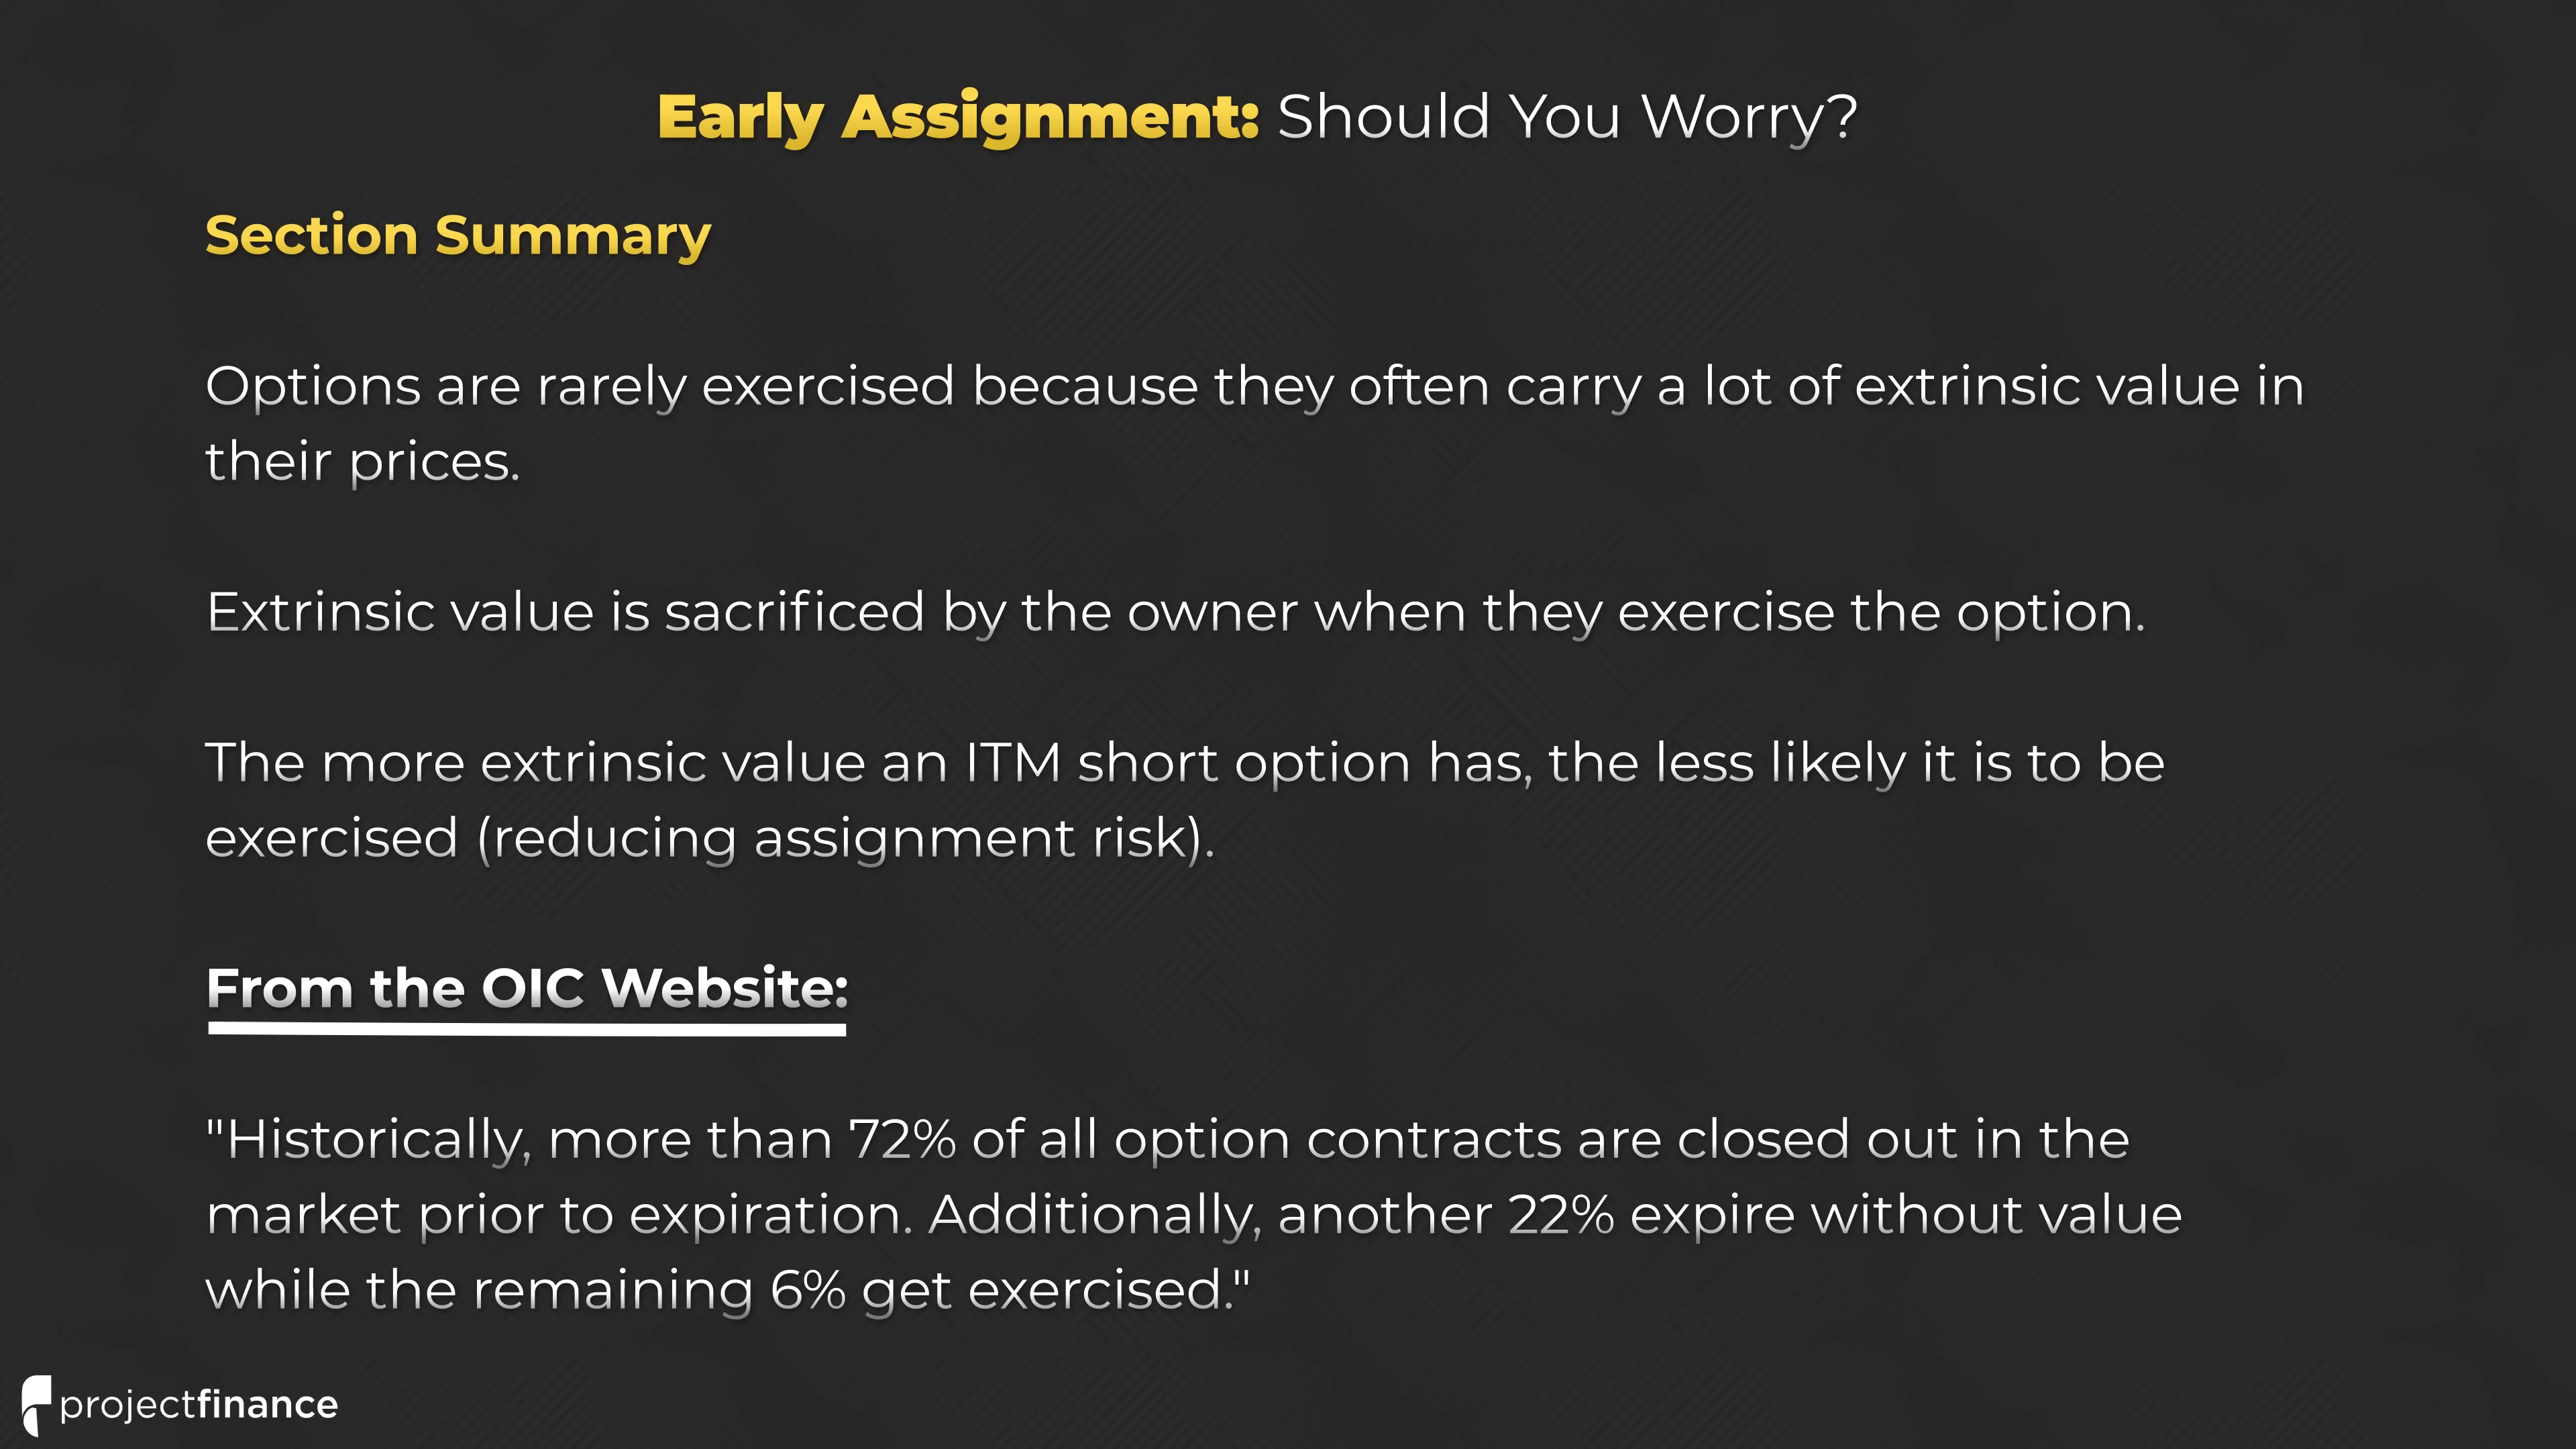 Early Assignment: Should You Worry?
Section Summary
Options are rarely exercised because they often carry a lot of extrinsic value in
their prices.
Extrinsic value is sacrificed by the owner when they exercise the option.
The more extrinsic value an ITM short option has, the less likely it is to be
exercised (reducing assignment risk).
From the OIC Website:
"Historically, more than 72% of all option contracts are closed out in the
market prior to expiration. Additionally, another 22% expire without value
while the remaining 6% get exercised."
projectfinance